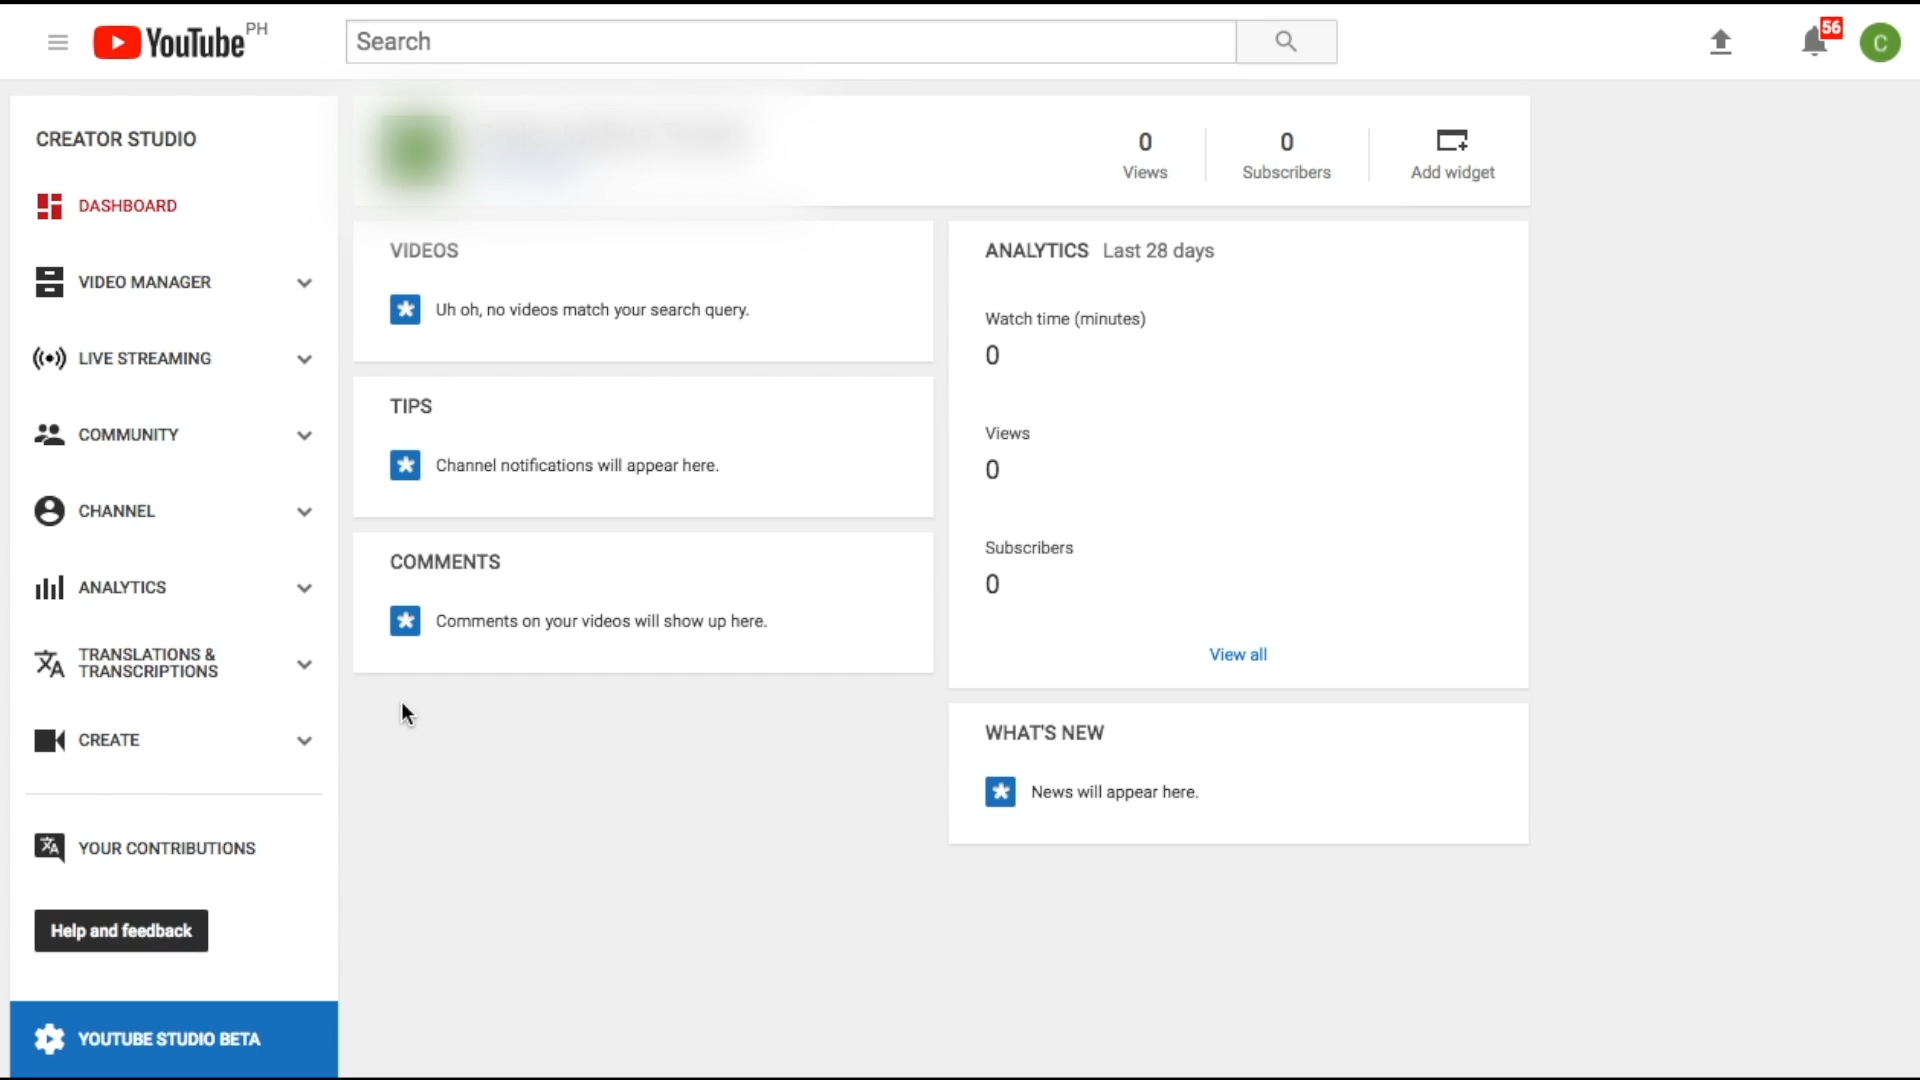 YouTube PH
Search
56
C
CREATOR STUDIO
DASHBOARD
VIDEO MANAGER
LIVE STREAMING
COMMUNITY
CHANNEL
ANALYTICS
TRANSLATIONS &
TRANSCRIPTIONS
CREATE
YOUR CONTRIBUTIONS
Help and feedback
YOUTUBE STUDIO BETA
0
Views
0
Subscribers
Add widget
VIDEOS
Uh oh, no videos match your search query.
TIPS
Channel notifications will appear here.
COMMENTS
Comments on your videos will show up here.
ANALYTICS Last 28 days
Watch time (minutes)
0
Views
0
Subscribers
0
View all
WHAT'S NEW
News will appear here.